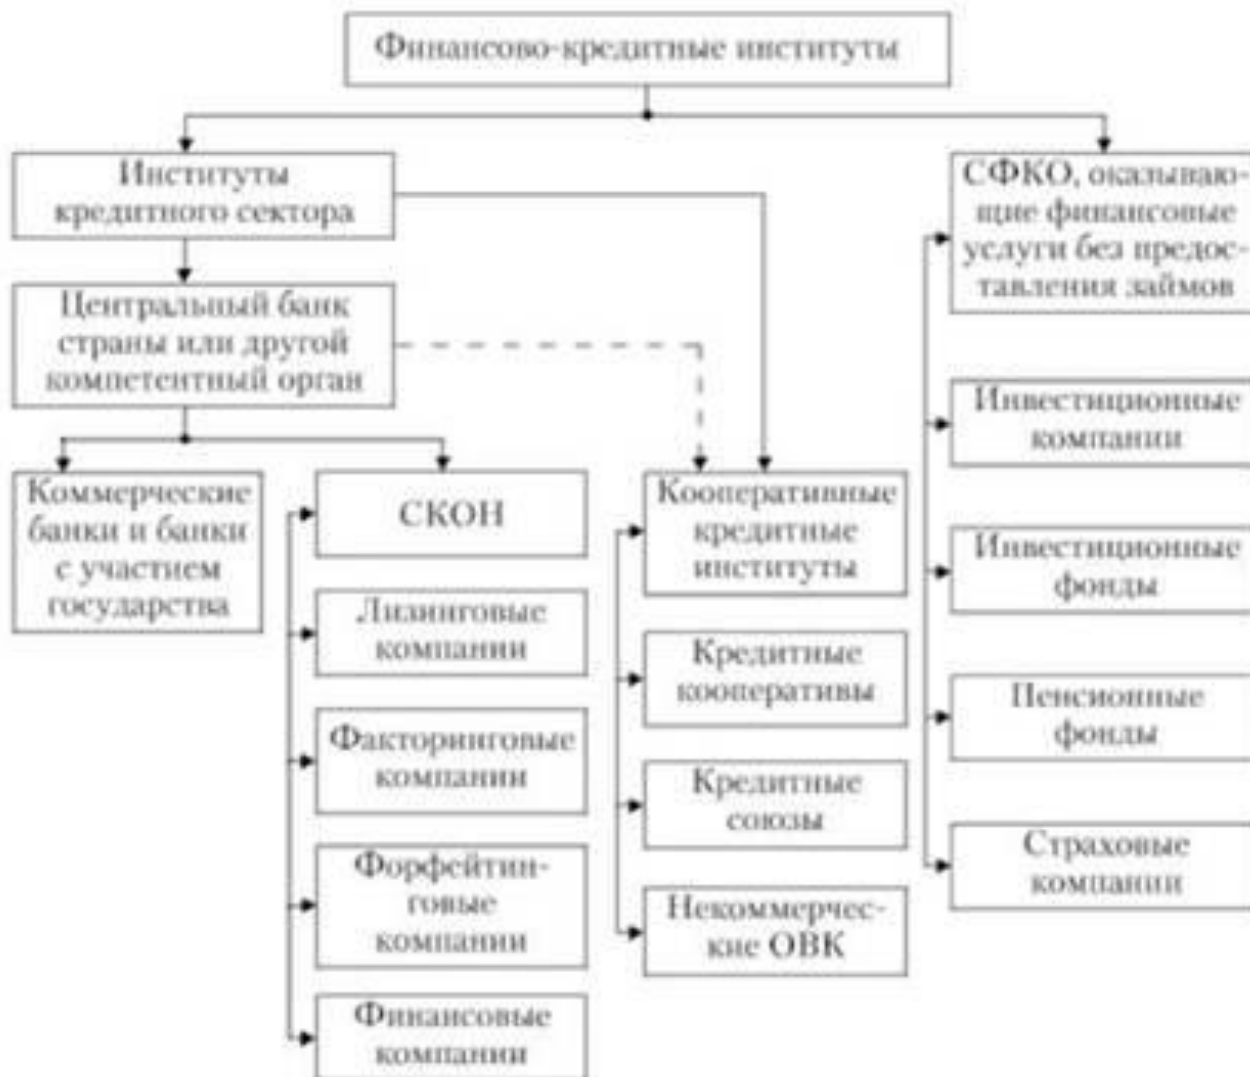 Финансово-кредитные институты
Институты
кредитного сектора
СФКО, оказываю-
щие финансовые
услуги без предос-
тавления займов
Центральный банк
страны или другой
компетентный орган
Инвестиционные
компании
Коммерческие
банки и банки
с участием
государства
СКОН
Кооперативные
кредитные
институты
Инвестиционные
фонды
Лизинговые
компании
Кредитные
кооперативы
Пенсионные
фонды
Факторинговые
компании
Кредитные
союзы
Страховые
компании
Форфейтин-
говые
компании
Некоммерчес-
кие ОВК
Финансовые
компании